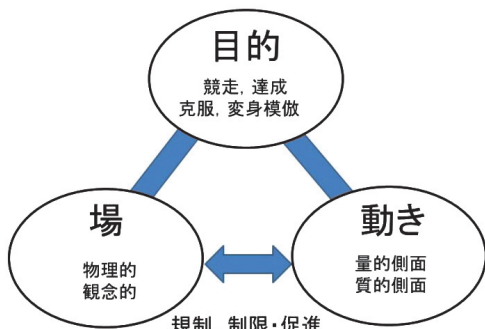 目的
競走, 達成
克服, 変身模倣
場
物理的
観念的
動き
量的側面
質的側面
規制 制限・促進